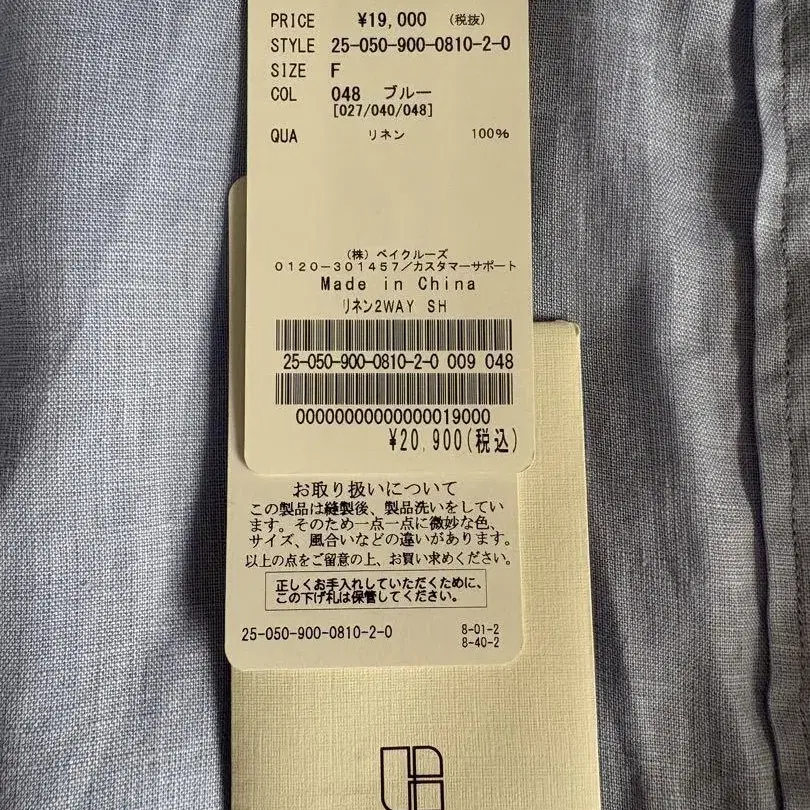 PRICE ¥19,000 (税抜)
STYLE 25-050-900-0810-2-0
SIZE F
COL 048 ブルー
[027/040/048]
QUA リネン 100%
(株) ベイクルーズ
0120-301457/カスタマーサポート
Made in China
リネン2WAY SH
25-050-900-0810-2-0 009 048
00000000000000019000
¥20,900(税込)
お取り扱いについて
この製品は縫製後、製品洗いをしてい
ます。そのため一点一点に微妙な色、
サイズ、風合いなどの違いがあります。
以上の点をご留意の上、お買い求めください。
正しくお手入れしていただくために、
この下げ札は保管してください。
25-050-900-0810-2-0 8-01-2
8-40-2